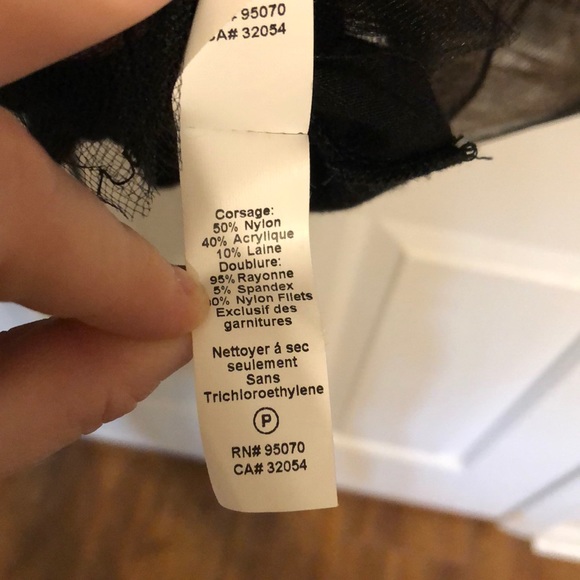 95070
CA# 32054
Corsage:
50% Nylon
40% Acrylique
10% Laine
Doublure:
95% Rayonne
5% Spandex
00% Nylon Filets
Exclusif des
garnitures
Nettoyer á sec
seulement
Sans
Trichloroethylene
P
RN# 95070
CA# 32054